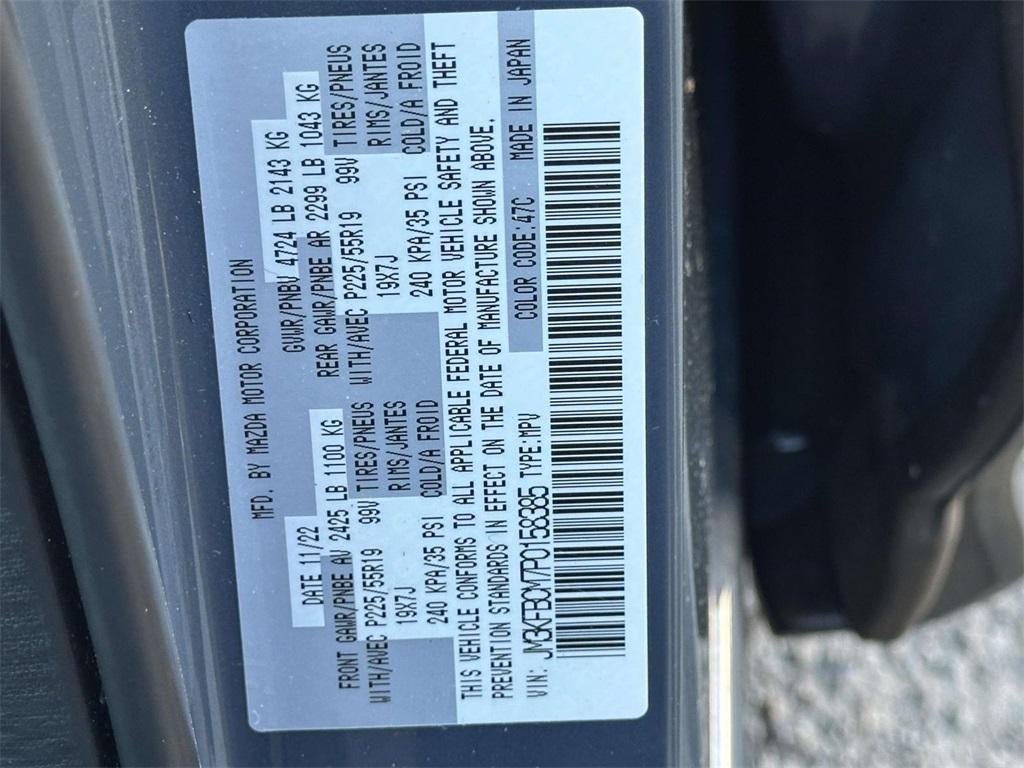 MFD. BY MAZDA MOTOR CORPORATION
DATE 11/22 GVWR/PNBV 4724 LB 2143 KG
FRONT GAWR/PNBE AV 2425 LB 1100 KG REAR GAWR/PNBE AR 2299 LB 1043 KG
WITH/AVEC P225/55R19 99V TIRES/PNEUS WITH/AVEC P225/55R19 99V TIRES/PNEUS
19X7J RIMS/JANTES 19X7J RIMS/JANTES
240 KPA/35 PSI COLD/A FROID 240 KPA/35 PSI COLD/A FROID
THIS VEHICLE CONFORMS TO ALL APPLICABLE FEDERAL MOTOR VEHICLE SAFETY AND THEFT
PREVENTION STANDARDS IN EFFECT ON THE DATE OF MANUFACTURE SHOWN ABOVE.
VIN: JM3KFBCM7P0158385 TYPE:MPV COLOR CODE:47C MADE IN JAPAN